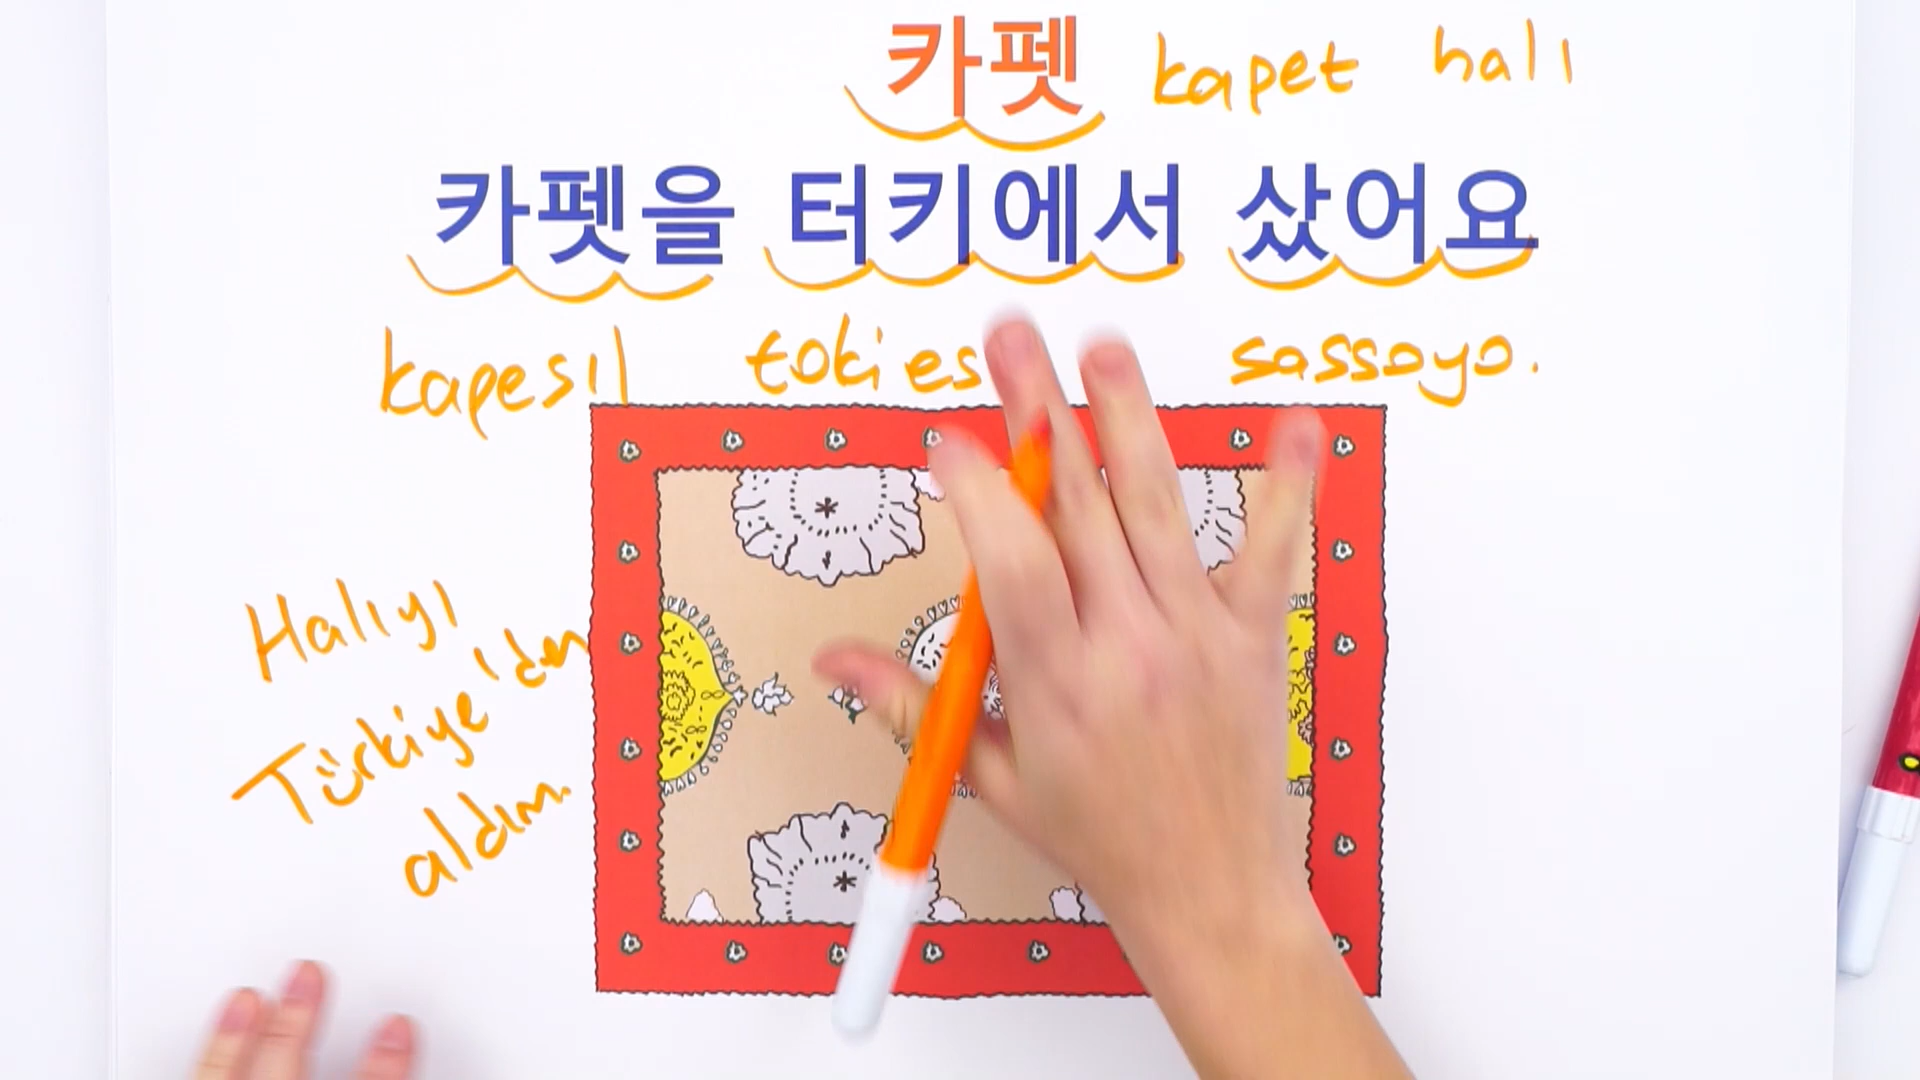 카펫 kapet halı
카펫을 터키에서 샀어요
kapesıl tokies sassoyo.
Halıyı
Türkiye'den
aldım.